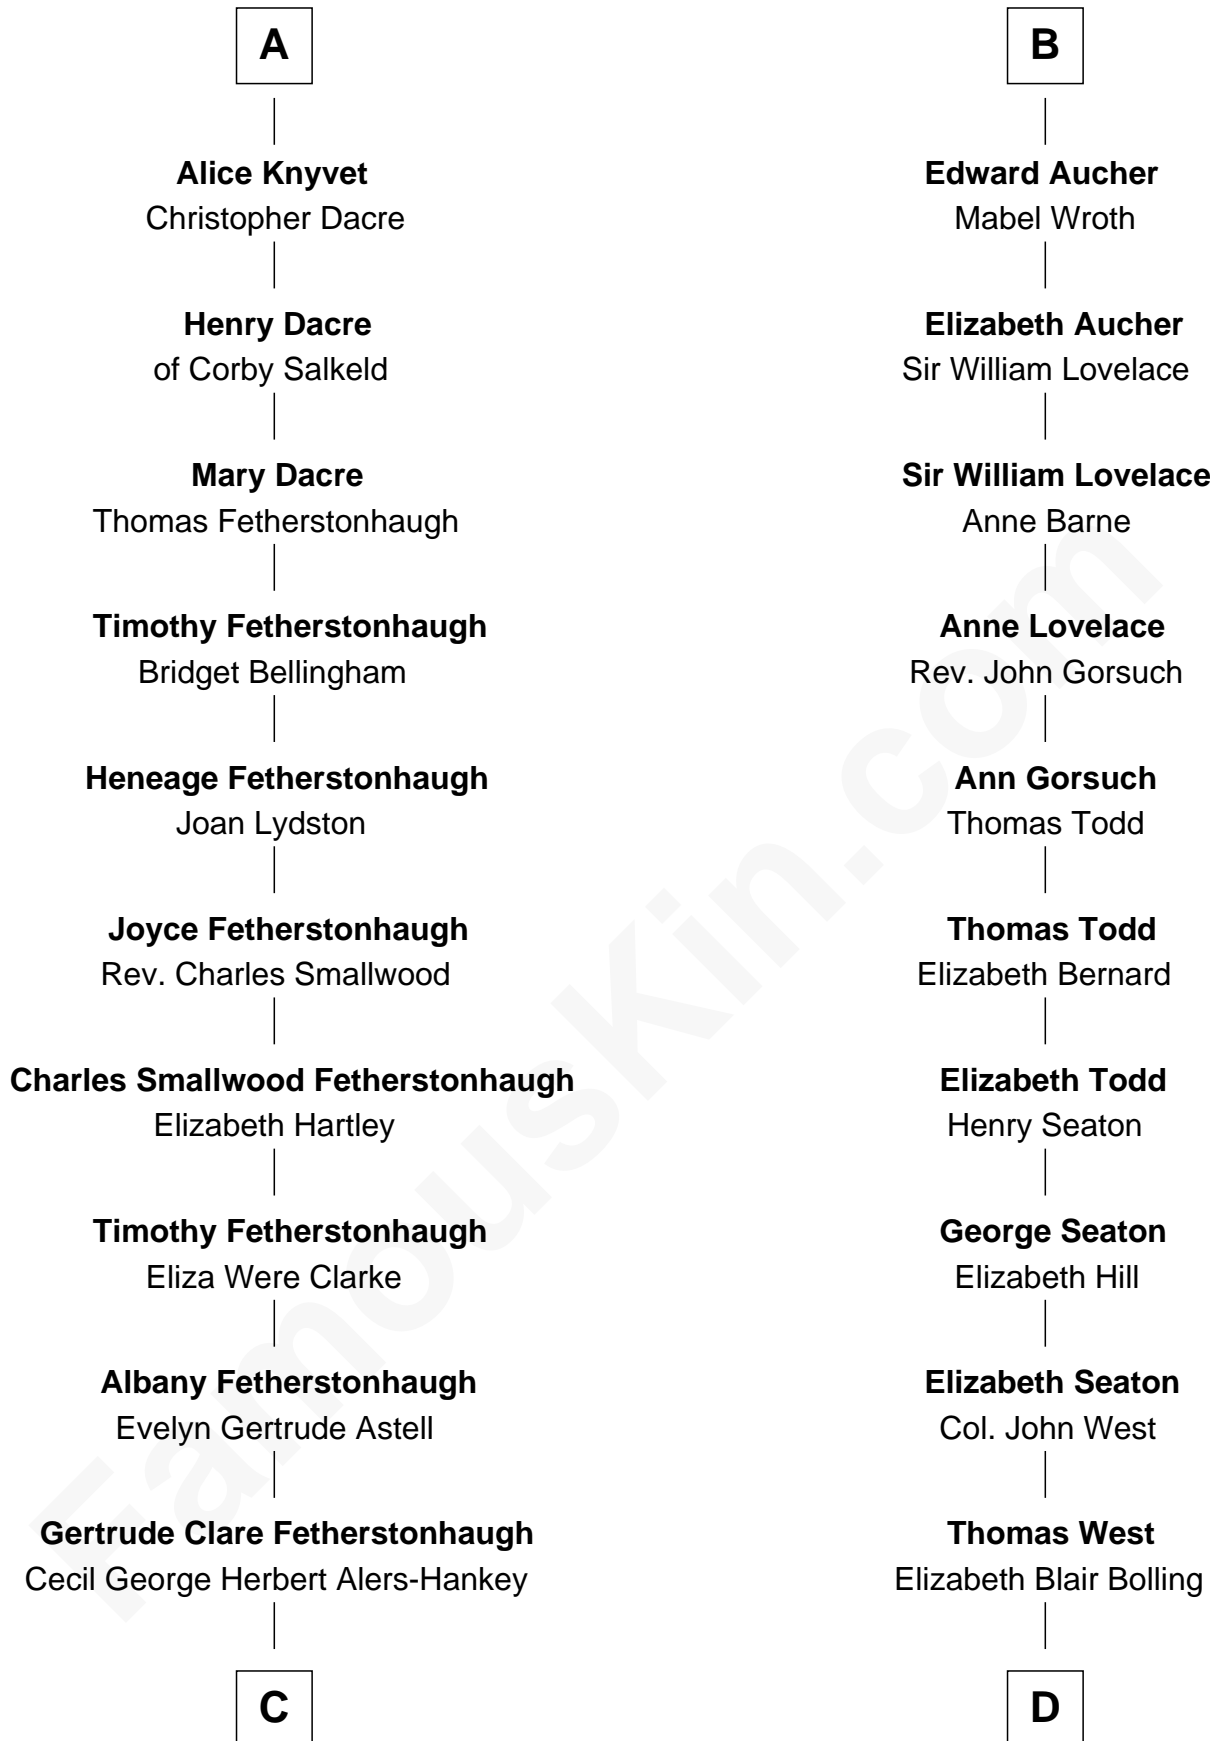 A
Alice Knyvet
Christopher Dacre
Henry Dacre
of Corby Salkeld
Mary Dacre
Thomas Fetherstonhaugh
Timothy Fetherstonhaugh
Bridget Bellingham
Heneage Fetherstonhaugh
Joan Lydston
Joyce Fetherstonhaugh
Rev. Charles Smallwood
Charles Smallwood Fetherstonhaugh
Elizabeth Hartley
Timothy Fetherstonhaugh
Eliza Were Clarke
Albany Fetherstonhaugh
Evelyn Gertrude Astell
Gertrude Clare Fetherstonhaugh
Cecil George Herbert Alers-Hankey
C
B
Edward Aucher
Mabel Wroth
Elizabeth Aucher
Sir William Lovelace
Sir William Lovelace
Anne Barne
Anne Lovelace
Rev. John Gorsuch
Ann Gorsuch
Thomas Todd
Thomas Todd
Elizabeth Bernard
Elizabeth Todd
Henry Seaton
George Seaton
Elizabeth Hill
Elizabeth Seaton
Col. John West
Thomas West
Elizabeth Blair Bolling
D
FamousKin.com